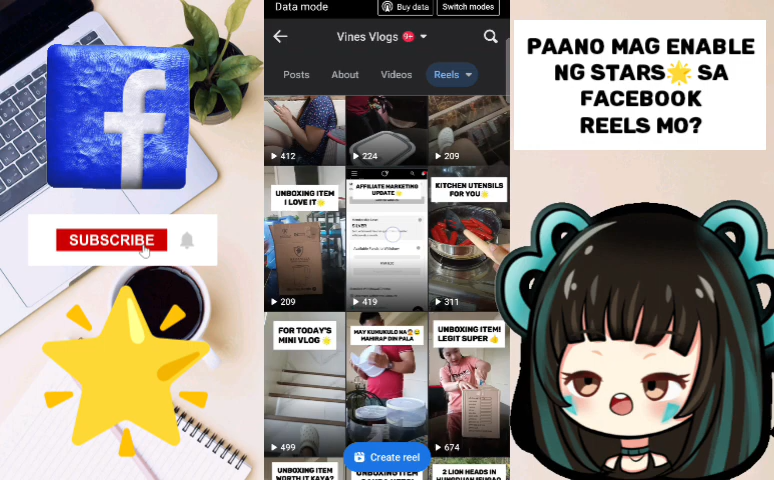 Data mode
Buy data
Switch modes
Vines Vlogs 9+
Posts
About
Videos
Reels
412
224
209
UNBOXING ITEM
I LOVE IT🌟
209
AFFILIATE MARKETING
UPDATE🌟
419
KITCHEN UTENSILS
FOR YOU🌟
311
FOR TODAY'S
MINI VLOG 🌟
499
MAY KUMUKULO NA
MAHIRAP DIN PALA
UNBOXING ITEM!
LEGIT SUPER 👍
674
Create reel
UNBOXING ITEM
WORTH IT KAYA?
UNBOXING ITEM
2 LION HEADS IN
SUBSCRIBE
PAANO MAG ENABLE
NG STARS🌟 SA
FACEBOOK
REELS MO?